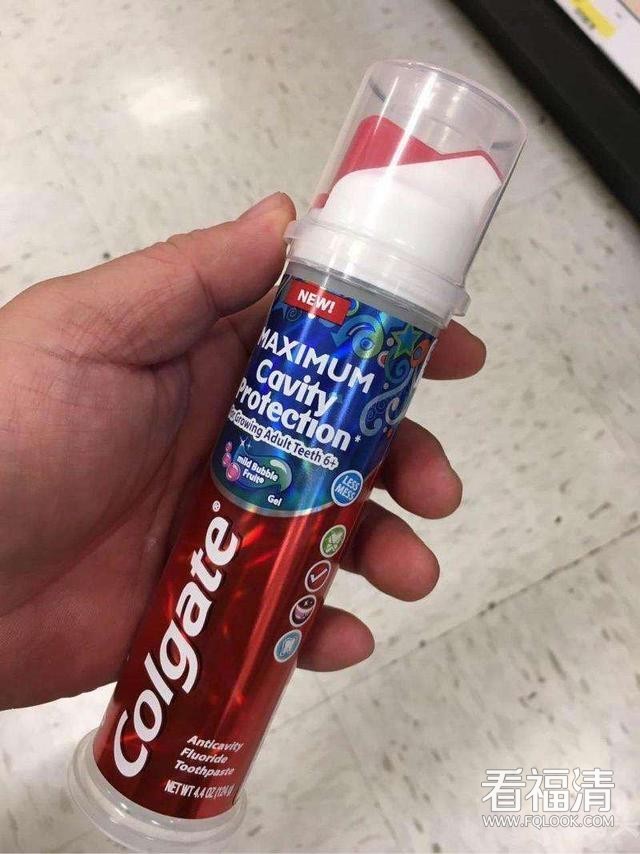 NEW!
MAXIMUM
Cavity
Protection*
For Growing Adult Teeth 6+
mild Bubble
Fruit®
Gel
LESS
MESS
Colgate®
Anticavity
Fluoride
Toothpaste
NET WT 4.4 OZ (124 g)
看福清
WWW.FQLOOK.COM